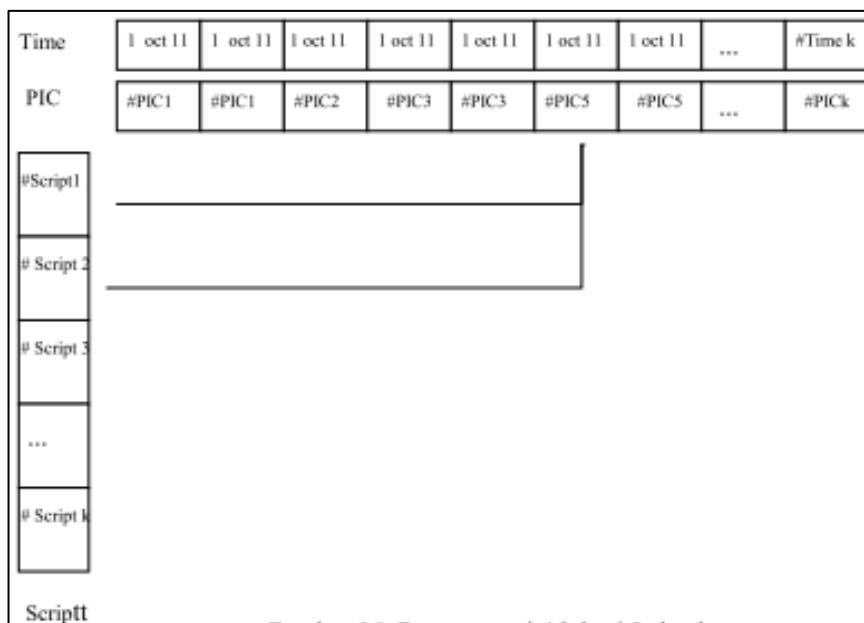 Time 1 oct 11 1 oct 11 1 oct 11 1 oct 11 1 oct 11 1 oct 11 1 oct 11 ... #Time k
PIC #PIC1 #PIC1 #PIC2 #PIC3 #PIC3 #PIC5 #PIC5 ... #PICk
#Script1
# Script 2
# Script 3
...
# Script k
Scriptt